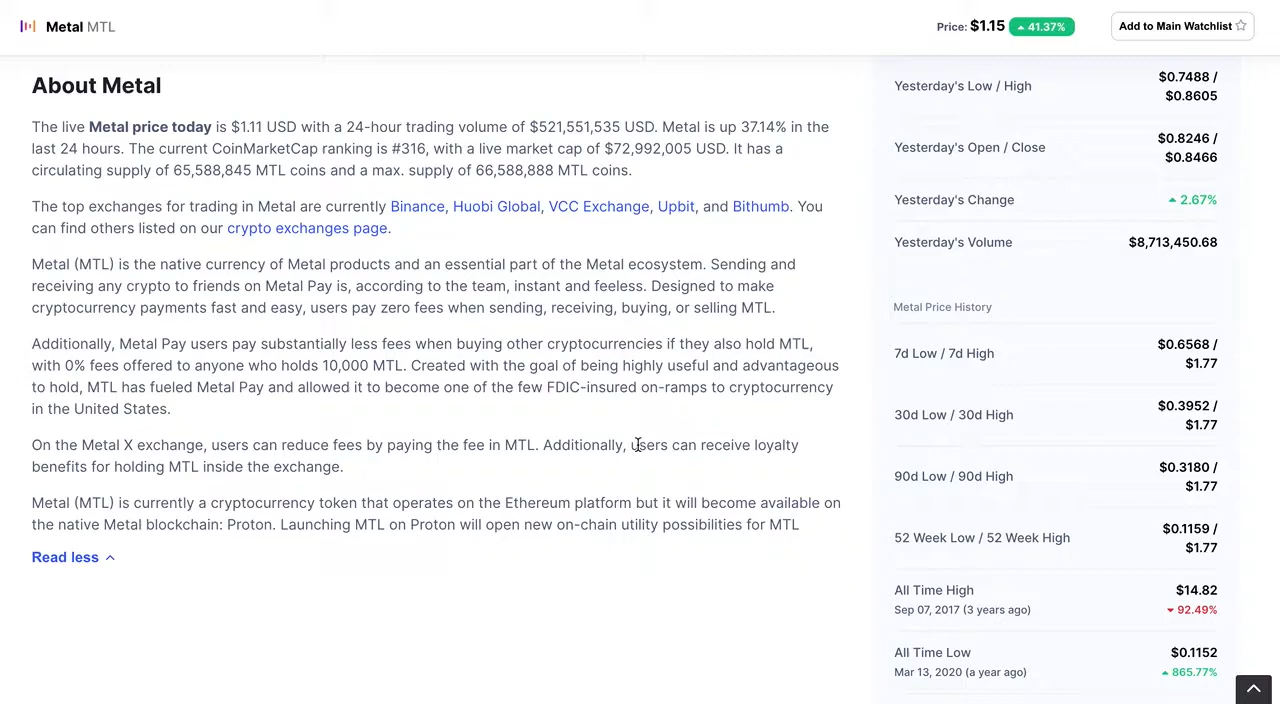 Metal MTL
Price: $1.15 41.37%
Add to Main Watchlist
About Metal
The live Metal price today is $1.11 USD with a 24-hour trading volume of $521,551,535 USD. Metal is up 37.14% in the
last 24 hours. The current CoinMarketCap ranking is #316, with a live market cap of $72,992,005 USD. It has a
circulating supply of 65,588,845 MTL coins and a max. supply of 66,588,888 MTL coins.
The top exchanges for trading in Metal are currently Binance, Huobi Global, VCC Exchange, Upbit, and Bithumb. You
can find others listed on our crypto exchanges page.
Metal (MTL) is the native currency of Metal products and an essential part of the Metal ecosystem. Sending and
receiving any crypto to friends on Metal Pay is, according to the team, instant and feeless. Designed to make
cryptocurrency payments fast and easy, users pay zero fees when sending, receiving, buying, or selling MTL.
Additionally, Metal Pay users pay substantially less fees when buying other cryptocurrencies if they also hold MTL,
with 0% fees offered to anyone who holds 10,000 MTL. Created with the goal of being highly useful and advantageous
to hold, MTL has fueled Metal Pay and allowed it to become one of the few FDIC-insured on-ramps to cryptocurrency
in the United States.
On the Metal X exchange, users can reduce fees by paying the fee in MTL. Additionally, users can receive loyalty
benefits for holding MTL inside the exchange.
Metal (MTL) is currently a cryptocurrency token that operates on the Ethereum platform but it will become available on
the native Metal blockchain: Proton. Launching MTL on Proton will open new on-chain utility possibilities for MTL
Read less
Yesterday's Low / High
$0.7488 /
$0.8605
Yesterday's Open / Close
$0.8246 /
$0.8466
Yesterday's Change
2.67%
Yesterday's Volume
$8,713,450.68
Metal Price History
7d Low / 7d High
$0.6568 /
$1.77
30d Low / 30d High
$0.3952 /
$1.77
90d Low / 90d High
$0.3180 /
$1.77
52 Week Low / 52 Week High
$0.1159 /
$1.77
All Time High
$14.82
Sep 07, 2017 (3 years ago)
92.49%
All Time Low
$0.1152
Mar 13, 2020 (a year ago)
865.77%